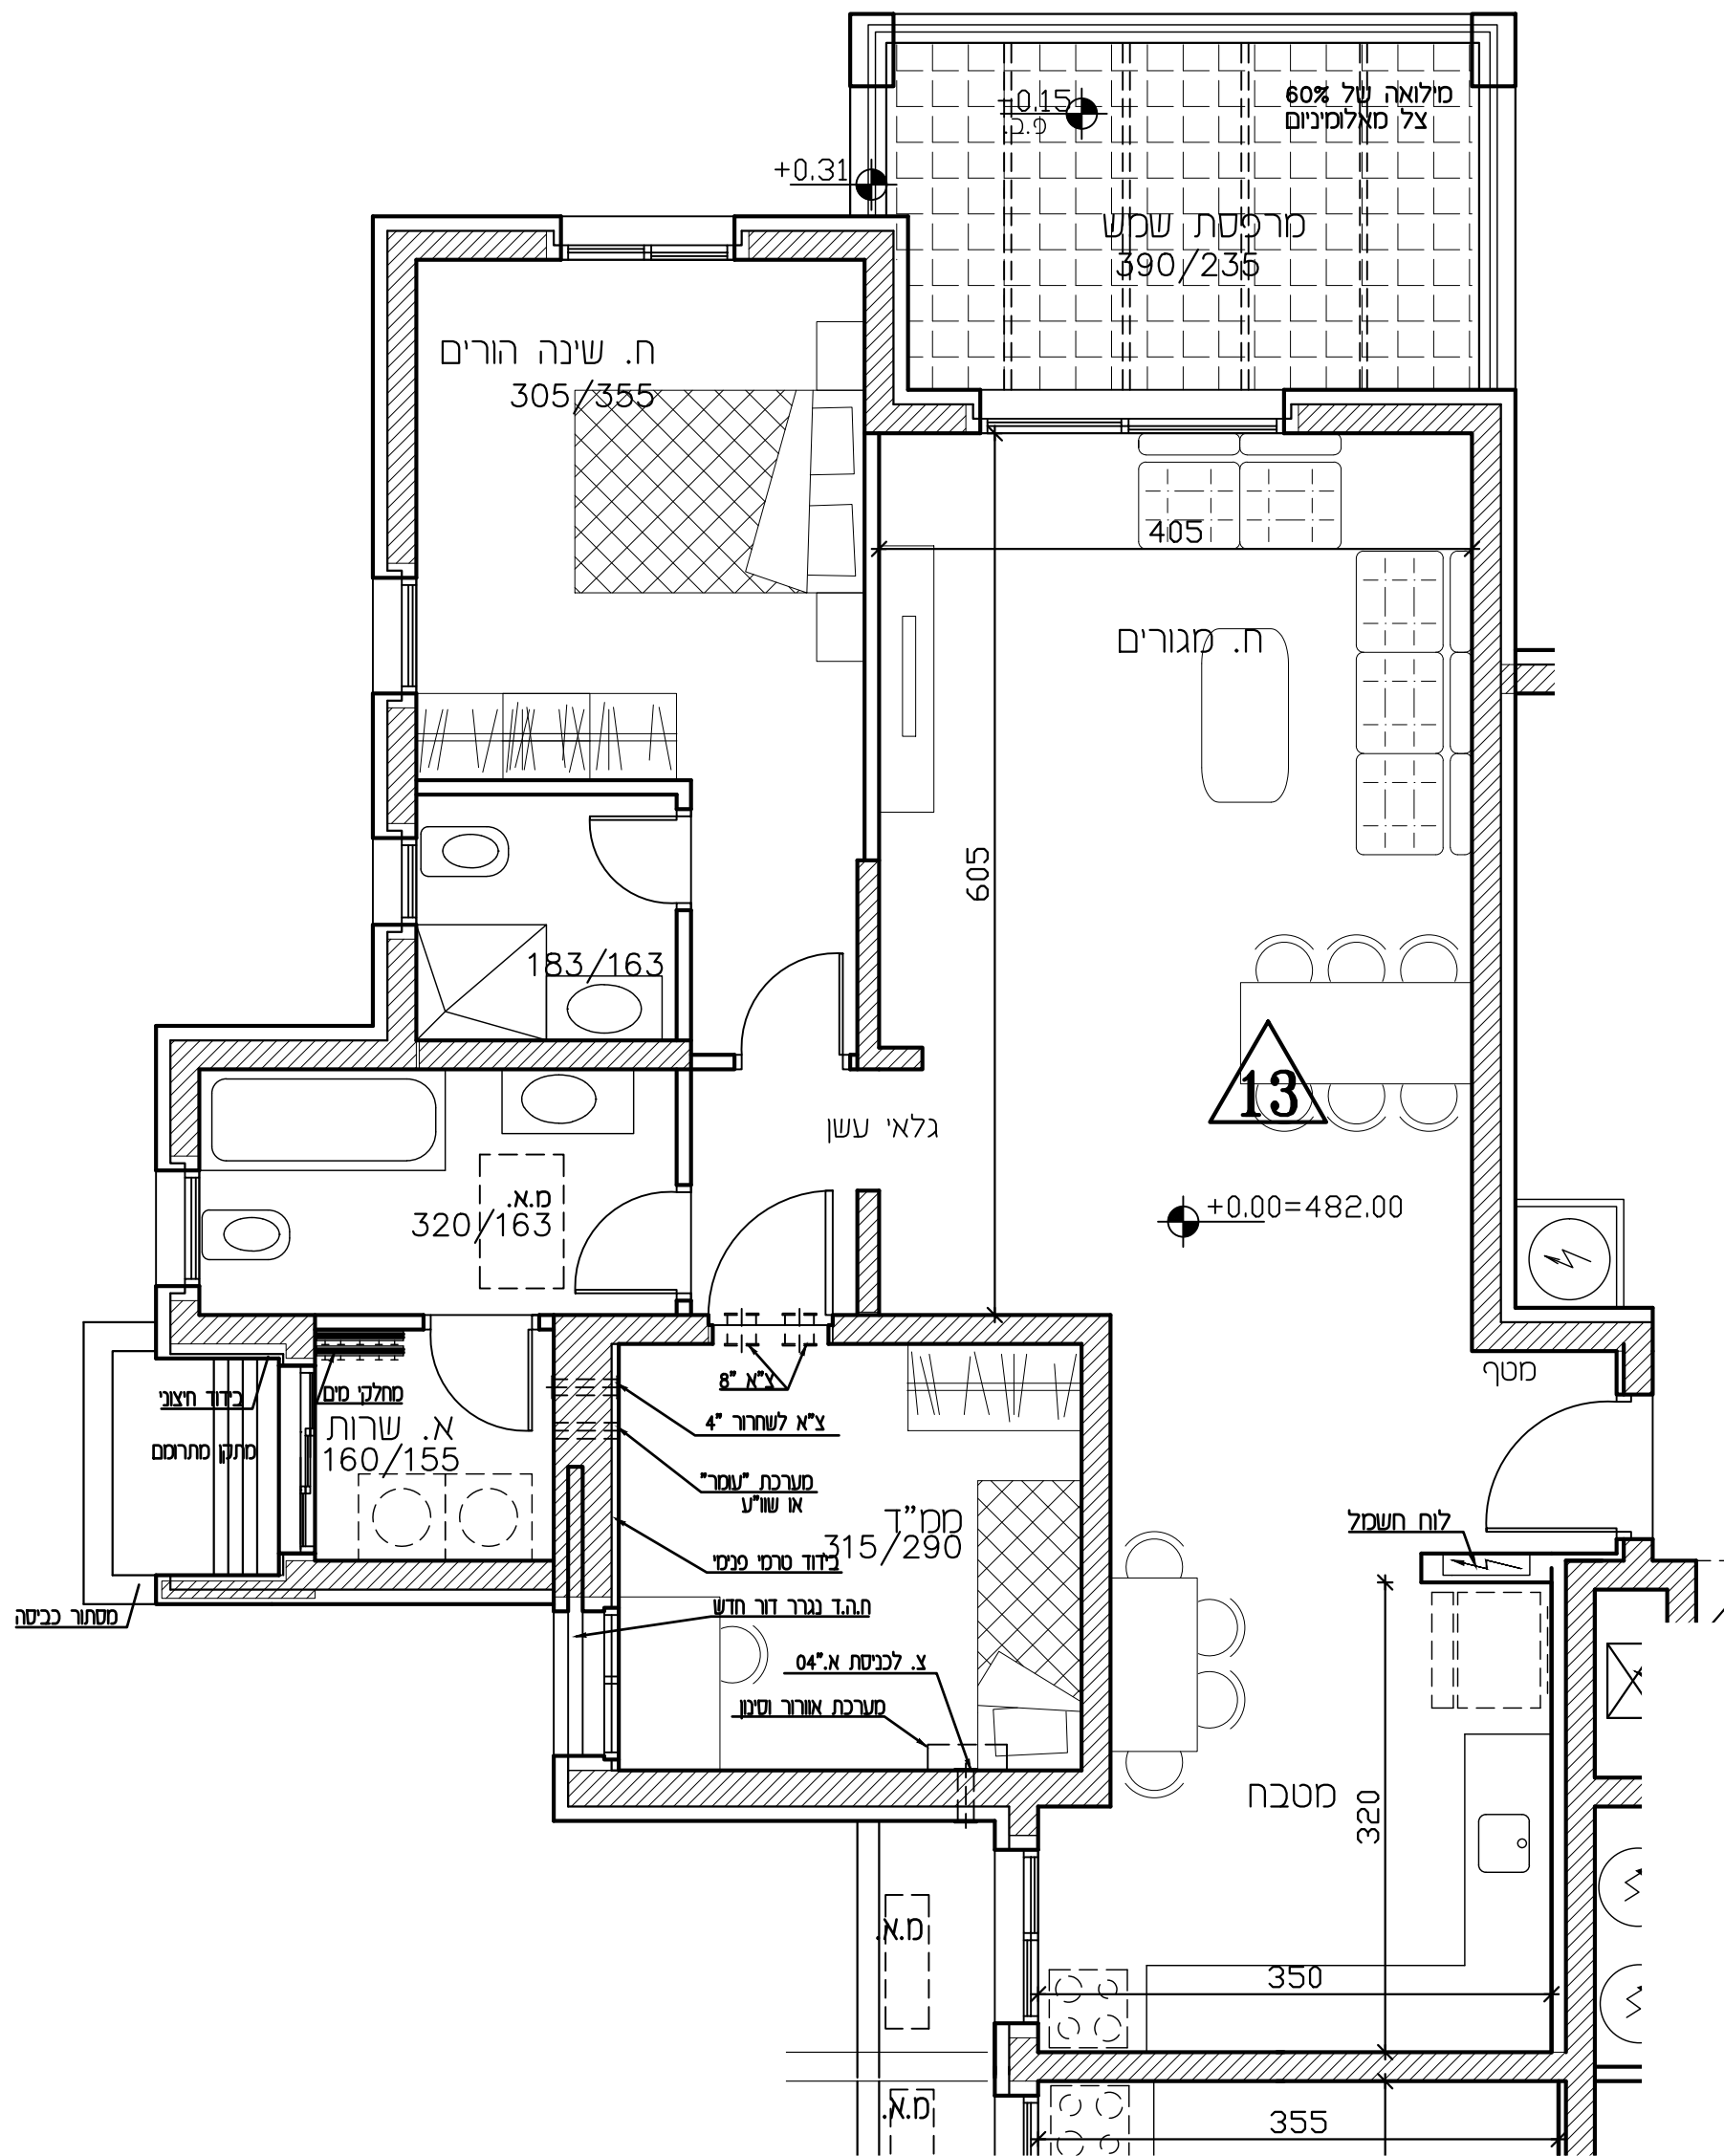 מילואה של 60%
צל מאלומיניום
-0.15
פ.ב.
+0.31
מרפסת שמש
390/235
ח. שינה הורים
305/355
405
ח. מגורים
605
183/163
13
גלאי עשן
מ.א.
320/163
+0.00=482.00
מטף
צ"א 8"
מחלקי מים
בידוד חיצוני
צ"א לשחרור 4"
א. שרות
160/155
מתקן מתרומם
מערכת "עומר"
או שוו"ע
ממ"ד
315/290
לוח חשמל
בידוד טרמי פנימי
ח.ה.ד נגרר דור חדש
מסתור כביסה
צ. לכניסת א."04
מערכת אוורור וסינון
מטבח
320
מ.א.
350
מ.א.
355